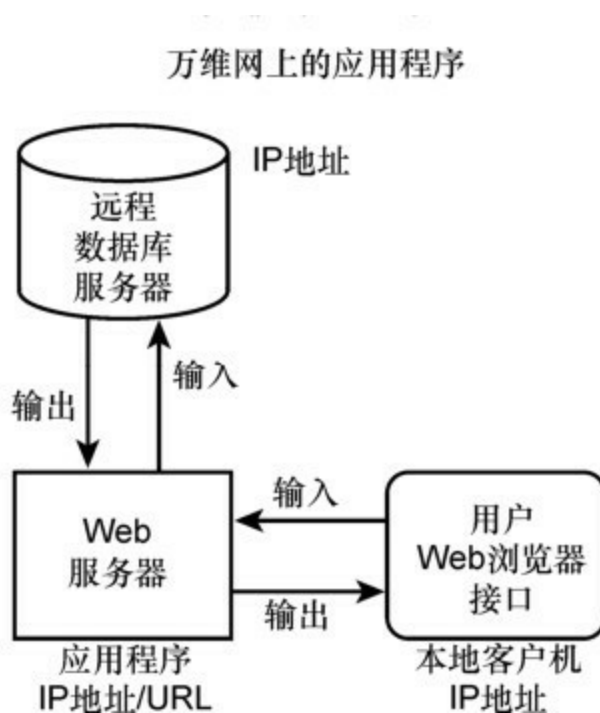 万维网上的应用程序
IP地址
远程
数据库
服务器
输入
输出
输入
Web
服务器
用户
Web浏览器
接口
输出
应用程序
IP地址/URL
本地客户机
IP地址